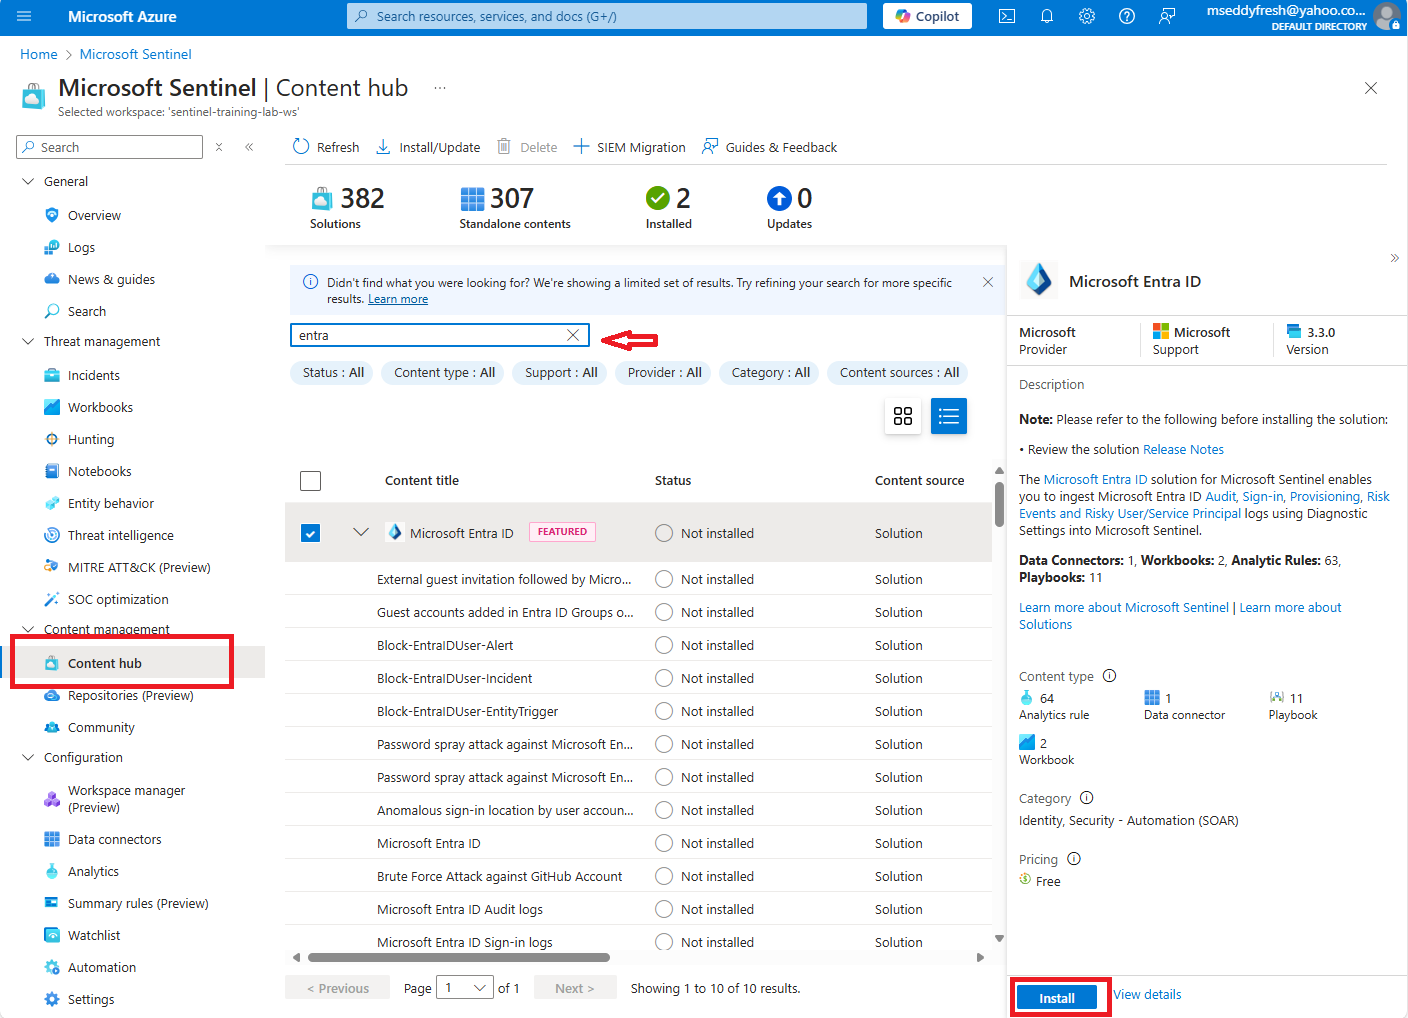 Microsoft Azure
Search resources, services, and docs (G+/)
Copilot
mseddyfresh@yahoo.co...
DEFAULT DIRECTORY
Home > Microsoft Sentinel
Microsoft Sentinel | Content hub ...
Selected workspace: 'sentinel-training-lab-ws'
Search
General
Overview
Logs
News & guides
Search
Threat management
Incidents
Workbooks
Hunting
Notebooks
Entity behavior
Threat intelligence
MITRE ATT&CK (Preview)
SOC optimization
Content management
Content hub
Repositories (Preview)
Community
Configuration
Workspace manager
(Preview)
Data connectors
Analytics
Summary rules (Preview)
Watchlist
Automation
Settings
Refresh Install/Update Delete SIEM Migration Guides & Feedback
382 307 2 0
Solutions Standalone contents Installed Updates
Didn't find what you were looking for? We're showing a limited set of results. Try refining your search for more specific
results. Learn more
entra
Status : All Content type : All Support : All Provider : All Category : All Content sources : All
Content title Status Content source
Microsoft Entra ID FEATURED Not installed Solution
External guest invitation followed by Micro... Not installed Solution
Guest accounts added in Entra ID Groups o... Not installed Solution
Block-EntraIDUser-Alert Not installed Solution
Block-EntraIDUser-Incident Not installed Solution
Block-EntraIDUser-EntityTrigger Not installed Solution
Password spray attack against Microsoft En... Not installed Solution
Password spray attack against Microsoft En... Not installed Solution
Anomalous sign-in location by user accoun... Not installed Solution
Microsoft Entra ID Not installed Solution
Brute Force Attack against GitHub Account Not installed Solution
Microsoft Entra ID Audit logs Not installed Solution
Microsoft Entra ID Sign-in logs Not installed Solution
< Previous Page 1 of 1 Next > Showing 1 to 10 of 10 results.
Microsoft Entra ID
Microsoft Microsoft 3.3.0
Provider Support Version
Description
Note: Please refer to the following before installing the solution:
• Review the solution Release Notes
The Microsoft Entra ID solution for Microsoft Sentinel enables
you to ingest Microsoft Entra ID Audit, Sign-in, Provisioning, Risk
Events and Risky User/Service Principal logs using Diagnostic
Settings into Microsoft Sentinel.
Data Connectors: 1, Workbooks: 2, Analytic Rules: 63,
Playbooks: 11
Learn more about Microsoft Sentinel | Learn more about
Solutions
Content type
64 1 11
Analytics rule Data connector Playbook
2
Workbook
Category
Identity, Security - Automation (SOAR)
Pricing
Free
Install View details